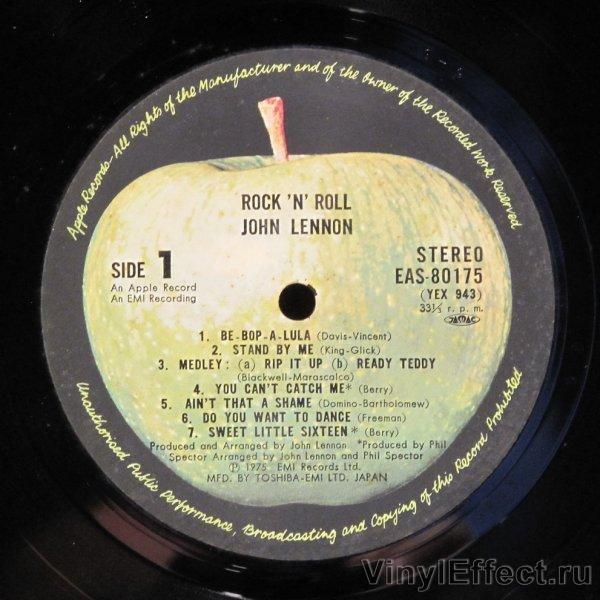 Apple Records-All Rights of the Manufacturer and of the Owner of the Recorded Work Reserved
ROCK 'N' ROLL
JOHN LENNON
SIDE 1
An Apple Record
An EMI Recording
STEREO
EAS-80175
(YEX 943)
33⅓ r. p. m.
JASRAC
1. BE-BOP-A-LULA (Davis-Vincent)
2. STAND BY ME (King-Glick)
3. MEDLEY: (a) RIP IT UP (b) READY TEDDY
(Blackwell-Marascalco)
4. YOU CAN'T CATCH ME* (Berry)
5. AIN'T THAT A SHAME (Domino-Bartholomew)
6. DO YOU WANT TO DANCE (Freeman)
7. SWEET LITTLE SIXTEEN* (Berry)
Produced and Arranged by John Lennon *Produced by Phil
Spector Arranged by John Lennon and Phil Spector
Ⓟ 1975 EMI Records Ltd.
MFD. BY TOSHIBA-EMI LTD. JAPAN
Unauthorised Public Performance, Broadcasting and Copying of this Record Prohibited
VinylEffect.ru